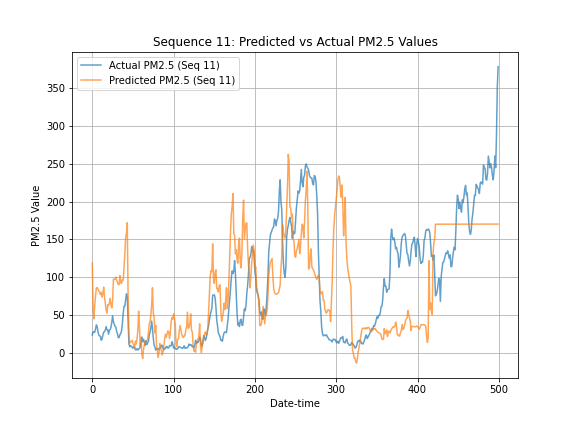 Sequence 11: Predicted vs Actual PM2.5 Values
Actual PM2.5 (Seq 11)
Predicted PM2.5 (Seq 11)
PM2.5 Value
350
300
250
200
150
100
50
0
0 100 200 300 400 500
Date-time